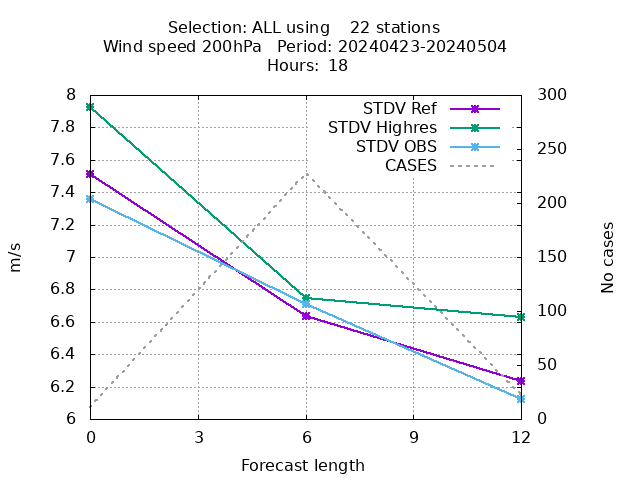 Selection: ALL using    22 stations
Wind speed 200hPa   Period: 20240423-20240504
Hours: 18
STDV Ref
STDV Highres
STDV OBS
CASES
8
7.8
7.6
7.4
7.2
7
6.8
6.6
6.4
6.2
6
300
250
200
150
100
50
0
m/s
No cases
0 3 6 9 12
Forecast length